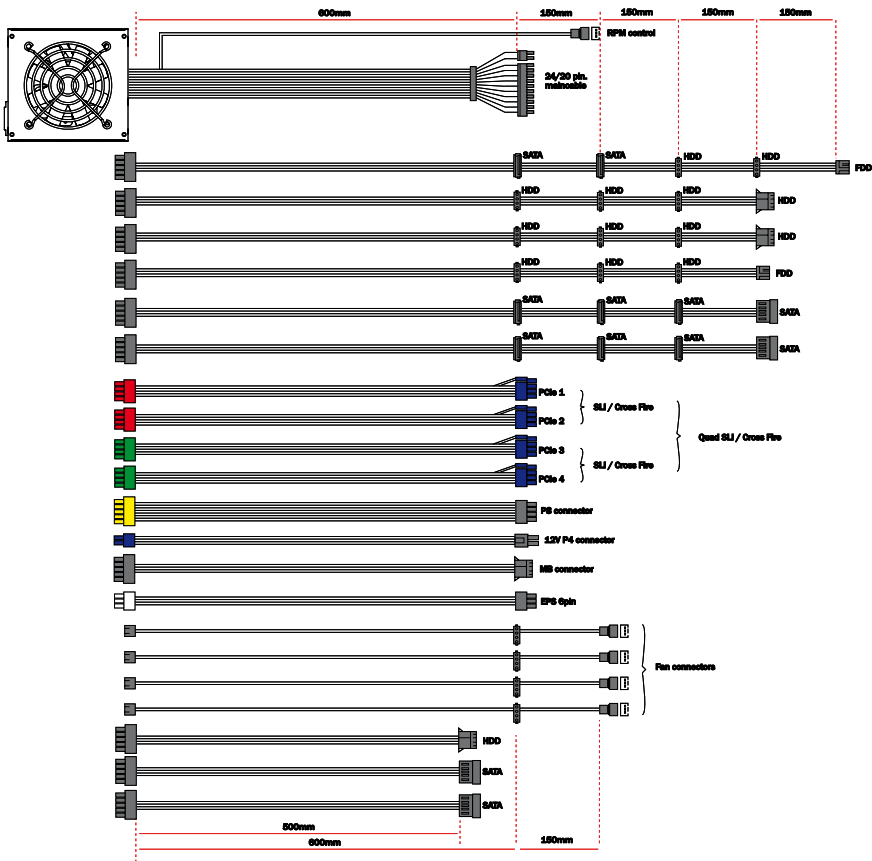 600mm 150mm 150mm 150mm 150mm
RPM control
24/20 pin.
maincable
SATA SATA HDD HDD FDD
HDD HDD HDD HDD
HDD HDD HDD HDD
HDD HDD HDD FDD
SATA SATA SATA SATA
SATA SATA SATA SATA
PCIe 1
SLI / Cross Fire
PCIe 2
Quad SLI / Cross Fire
PCIe 3
SLI / Cross Fire
PCIe 4
PS connector
12V P4 connector
MB connector
EPS 6pin
Fan connectors
HDD
SATA
SATA
500mm
600mm 150mm